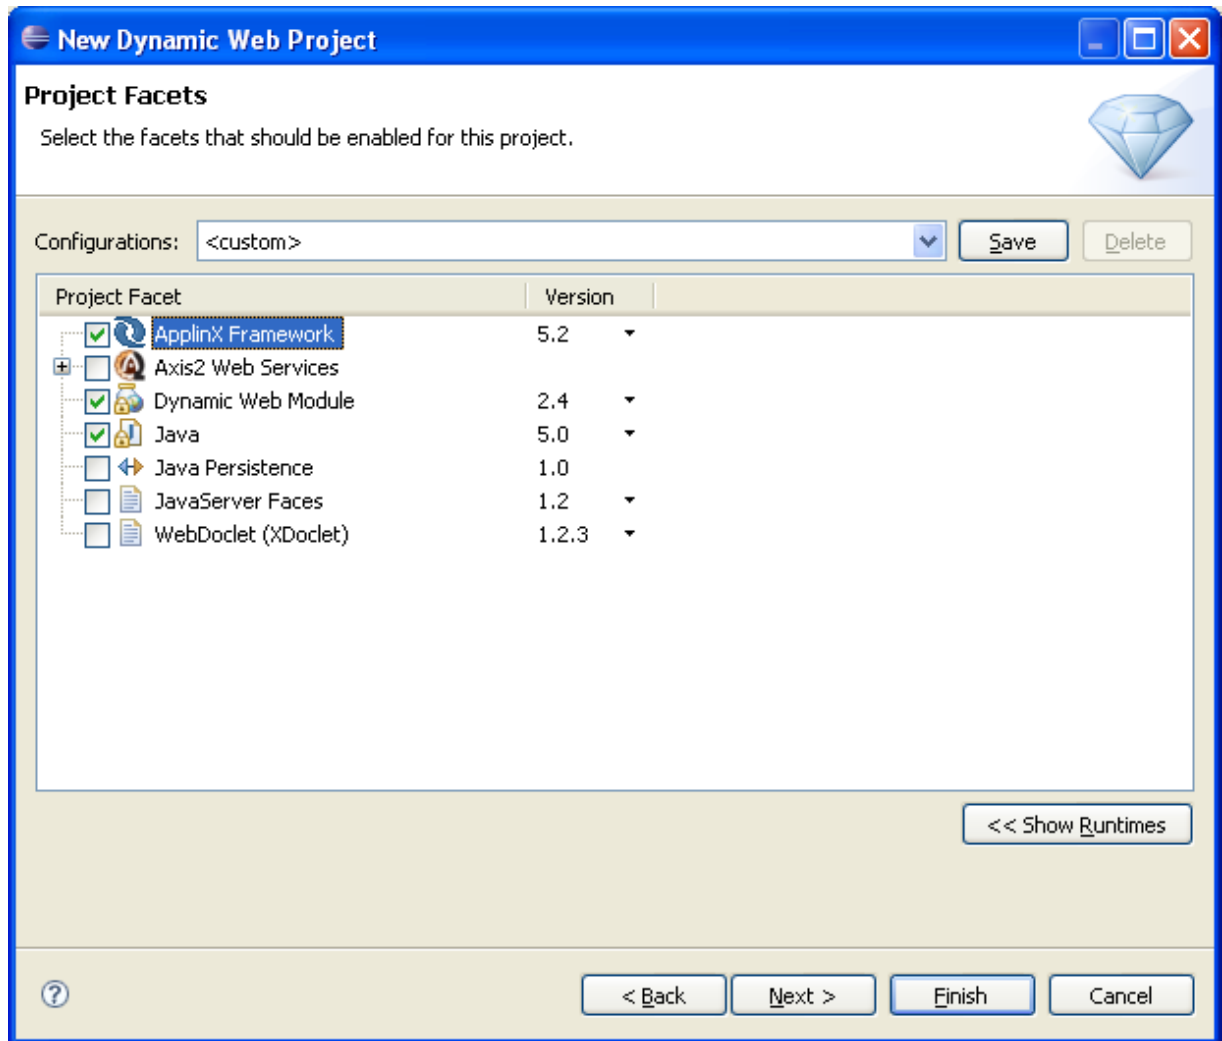 New Dynamic Web Project
Project Facets
Select the facets that should be enabled for this project.
Configurations: <custom> Save Delete
Project Facet Version
ApplinX Framework 5.2
Axis2 Web Services
Dynamic Web Module 2.4
Java 5.0
Java Persistence 1.0
JavaServer Faces 1.2
WebDoclet (XDoclet) 1.2.3
<< Show Runtimes
< Back Next > Finish Cancel